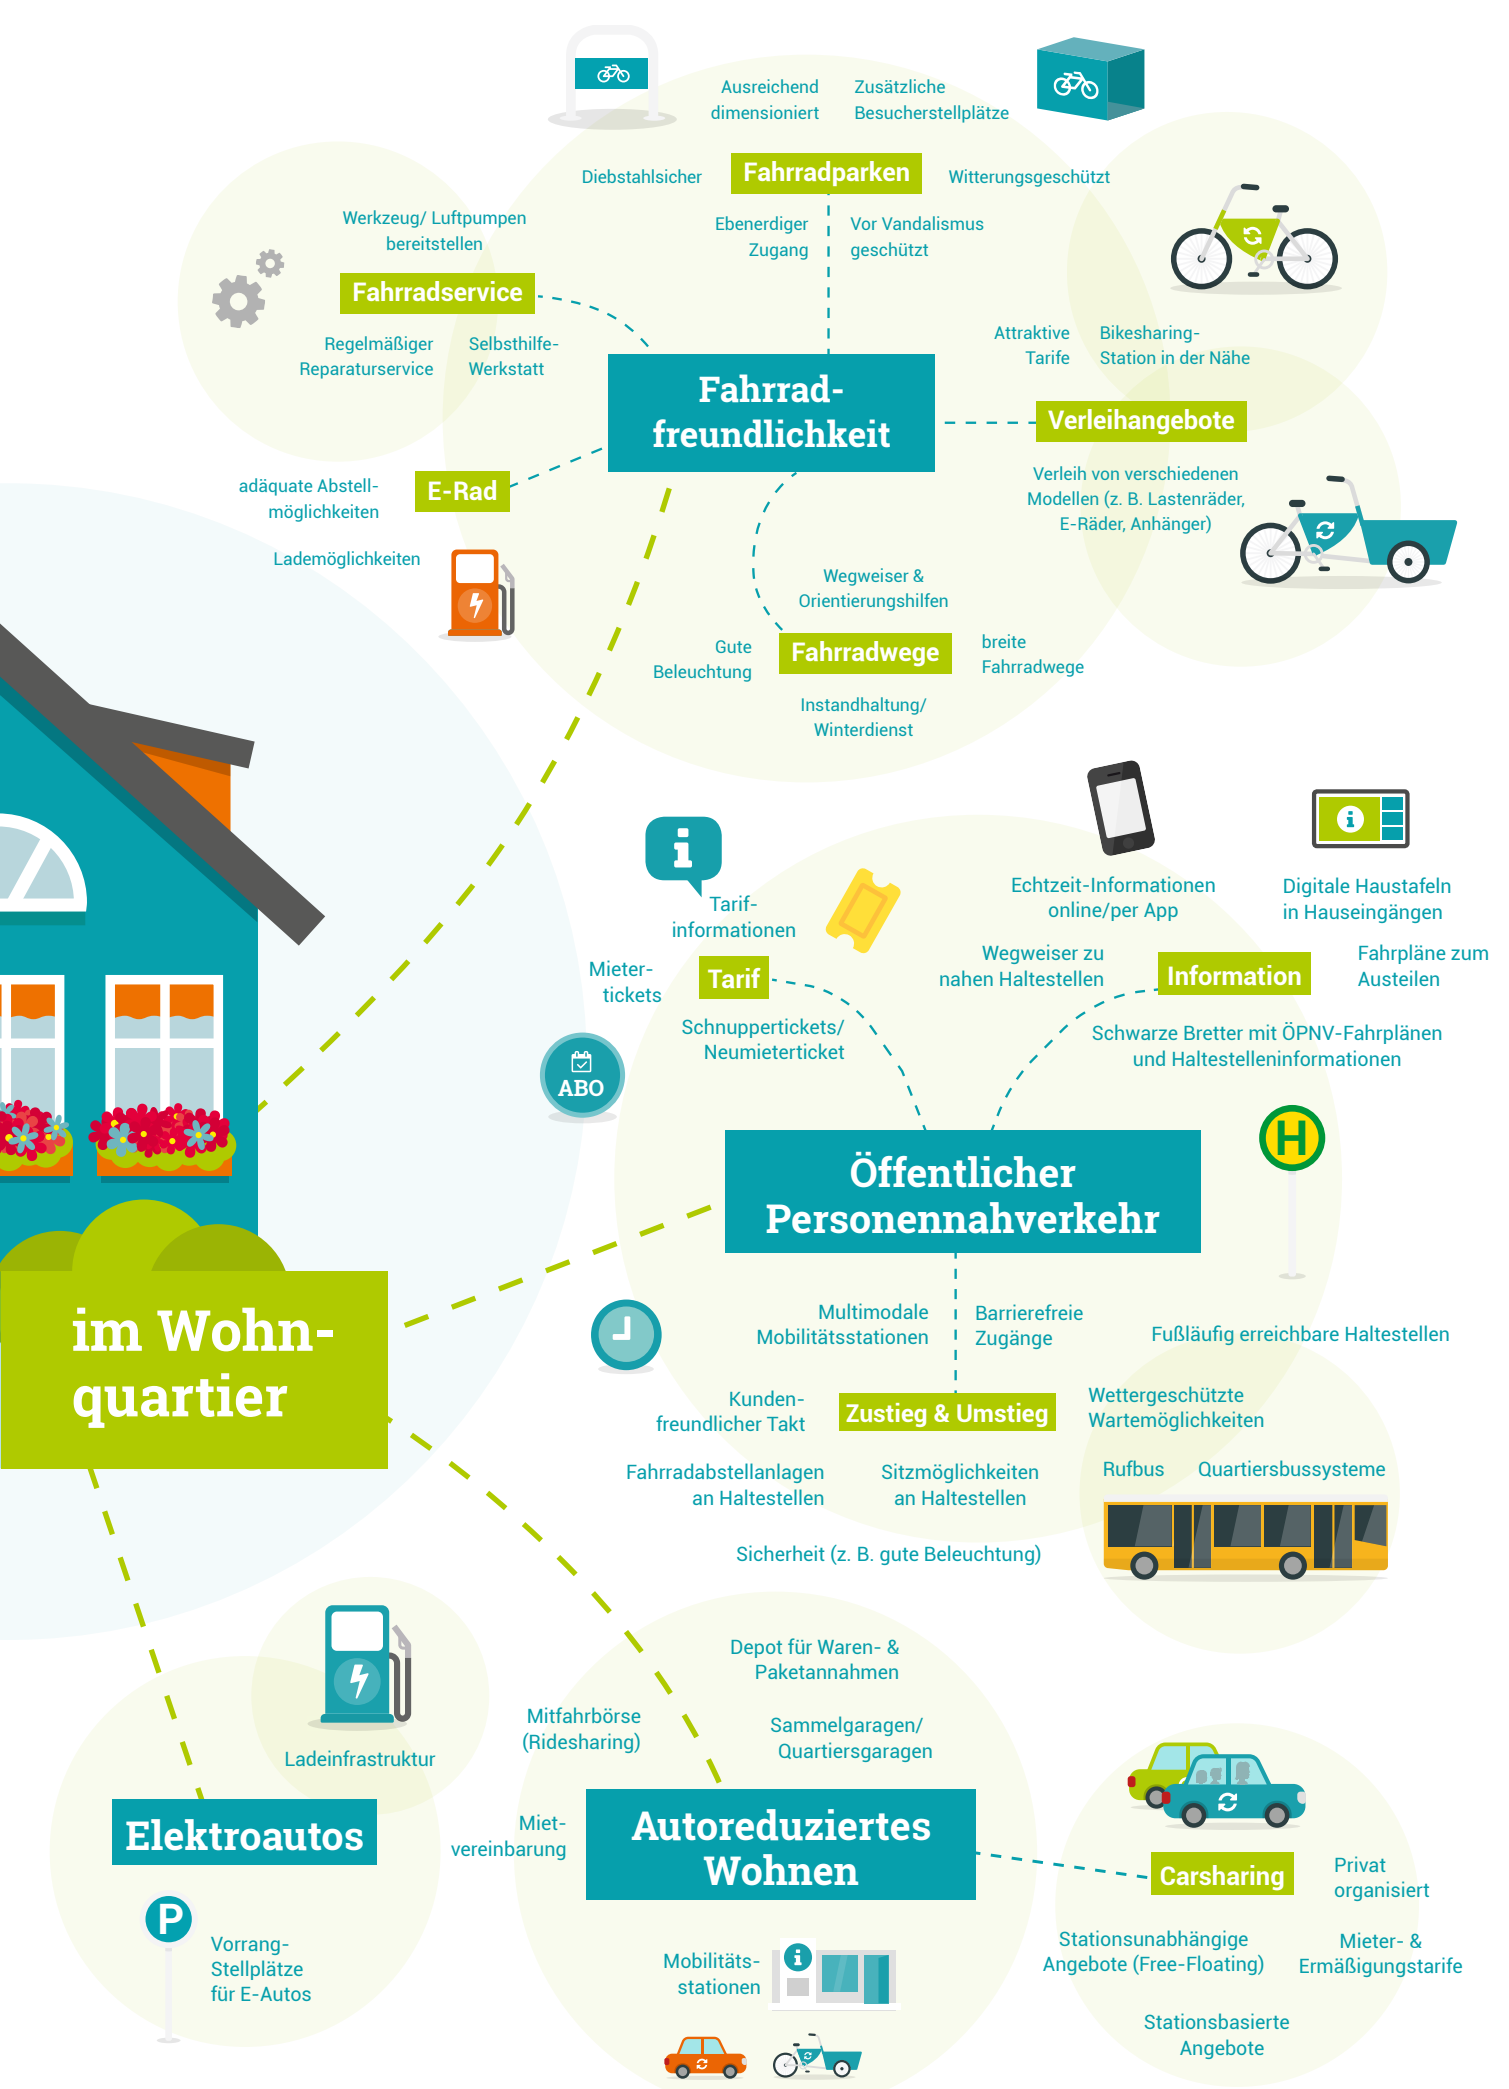 Ausreichend
dimensioniert
Zusätzliche
Besucherstellplätze
Diebstahlsicher
Fahrradparken
Witterungsgeschützt
Ebenerdiger
Zugang
Vor Vandalismus
geschützt
Werkzeug/ Luftpumpen
bereitstellen
Fahrradservice
Regelmäßiger
Reparaturservice
Selbsthilfe-
Werkstatt
Fahrrad-
freundlichkeit
Attraktive
Tarife
Bikesharing-
Station in der Nähe
Verleihangebote
Verleih von verschiedenen
Modellen (z. B. Lastenräder,
E-Räder, Anhänger)
adäquate Abstell-
möglichkeiten
E-Rad
Lademöglichkeiten
Wegweiser &
Orientierungshilfen
Gute
Beleuchtung
Fahrradwege
breite
Fahrradwege
Instandhaltung/
Winterdienst
i
Tarif-
informationen
Mieter-
tickets
Tarif
Schnuppertickets/
Neumieterticket
ABO
Echtzeit-Informationen
online/per App
i
Digitale Haustafeln
in Hauseingängen
Wegweiser zu
nahen Haltestellen
Information
Fahrpläne zum
Austeilen
Schwarze Bretter mit ÖPNV-Fahrplänen
und Haltestelleninformationen
H
Öffentlicher
Personennahverkehr
im Wohn-
quartier
Multimodale
Mobilitätsstationen
Barrierefreie
Zugänge
Fußläufig erreichbare Haltestellen
Kunden-
freundlicher Takt
Zustieg & Umstieg
Wettergeschützte
Wartemöglichkeiten
Fahrradabstellanlagen
an Haltestellen
Sitzmöglichkeiten
an Haltestellen
Rufbus
Quartiersbussysteme
Sicherheit (z. B. gute Beleuchtung)
Depot für Waren- &
Paketannahmen
Mitfahrbörse
(Ridesharing)
Sammelgaragen/
Quartiersgaragen
Ladeinfrastruktur
Elektroautos
P
Vorrang-
Stellplätze
für E-Autos
Miet-
vereinbarung
Autoreduziertes
Wohnen
Mobilitäts-
stationen
i
Carsharing
Privat
organisiert
Stationsunabhängige
Angebote (Free-Floating)
Mieter- &
Ermäßigungstarife
Stationsbasierte
Angebote